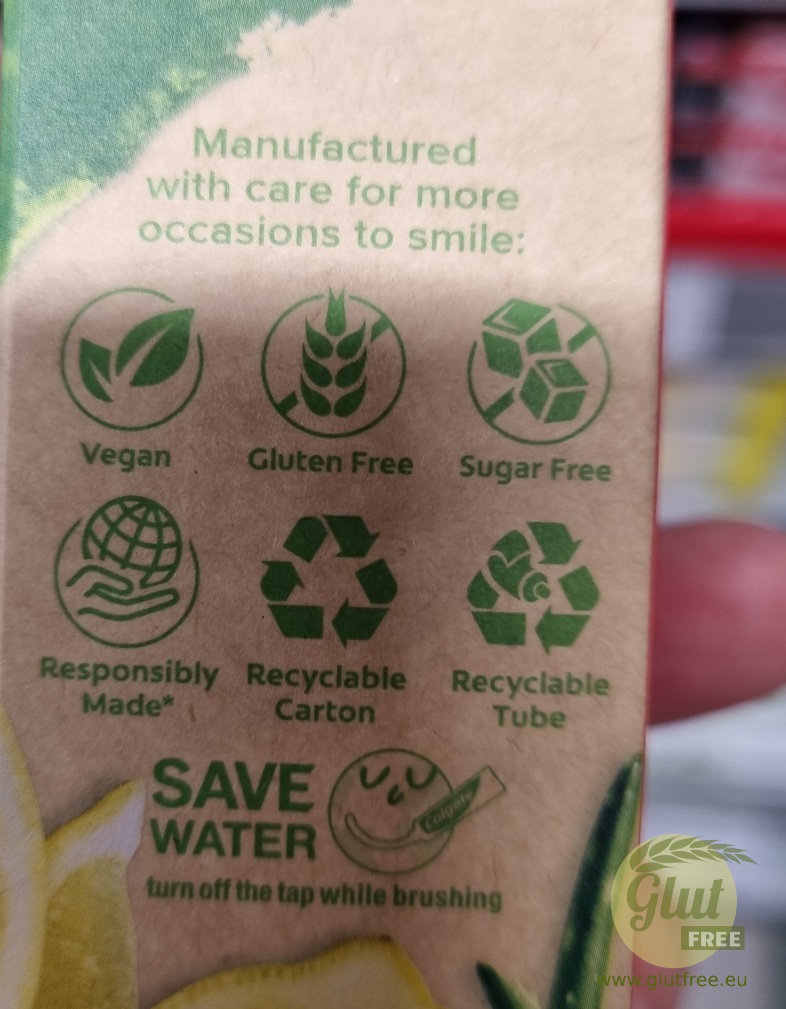 Manufactured
with care for more
occasions to smile:
Vegan
Gluten Free
Sugar Free
Responsibly
Made*
Recyclable
Carton
Recyclable
Tube
SAVE
WATER
Colgate
turn off the tap while brushing
Glut
FREE
www.glutfree.eu